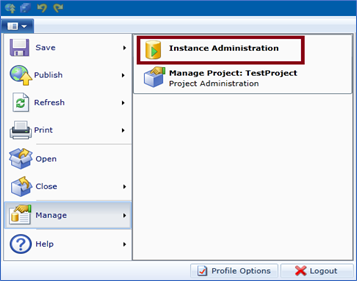 Save
Publish
Refresh
Print
Open
Close
Manage
Help
Instance Administration
Manage Project: TestProject
Project Administration
Profile Options
Logout